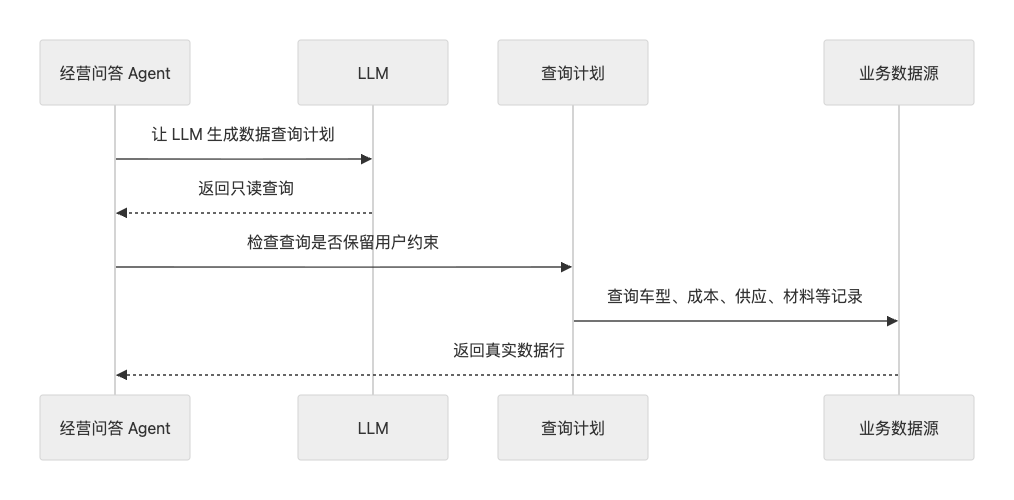 经营问答 Agent
LLM
查询计划
业务数据源
让 LLM 生成数据查询计划
返回只读查询
检查查询是否保留用户约束
查询车型、成本、供应、材料等记录
返回真实数据行
经营问答 Agent
LLM
查询计划
业务数据源